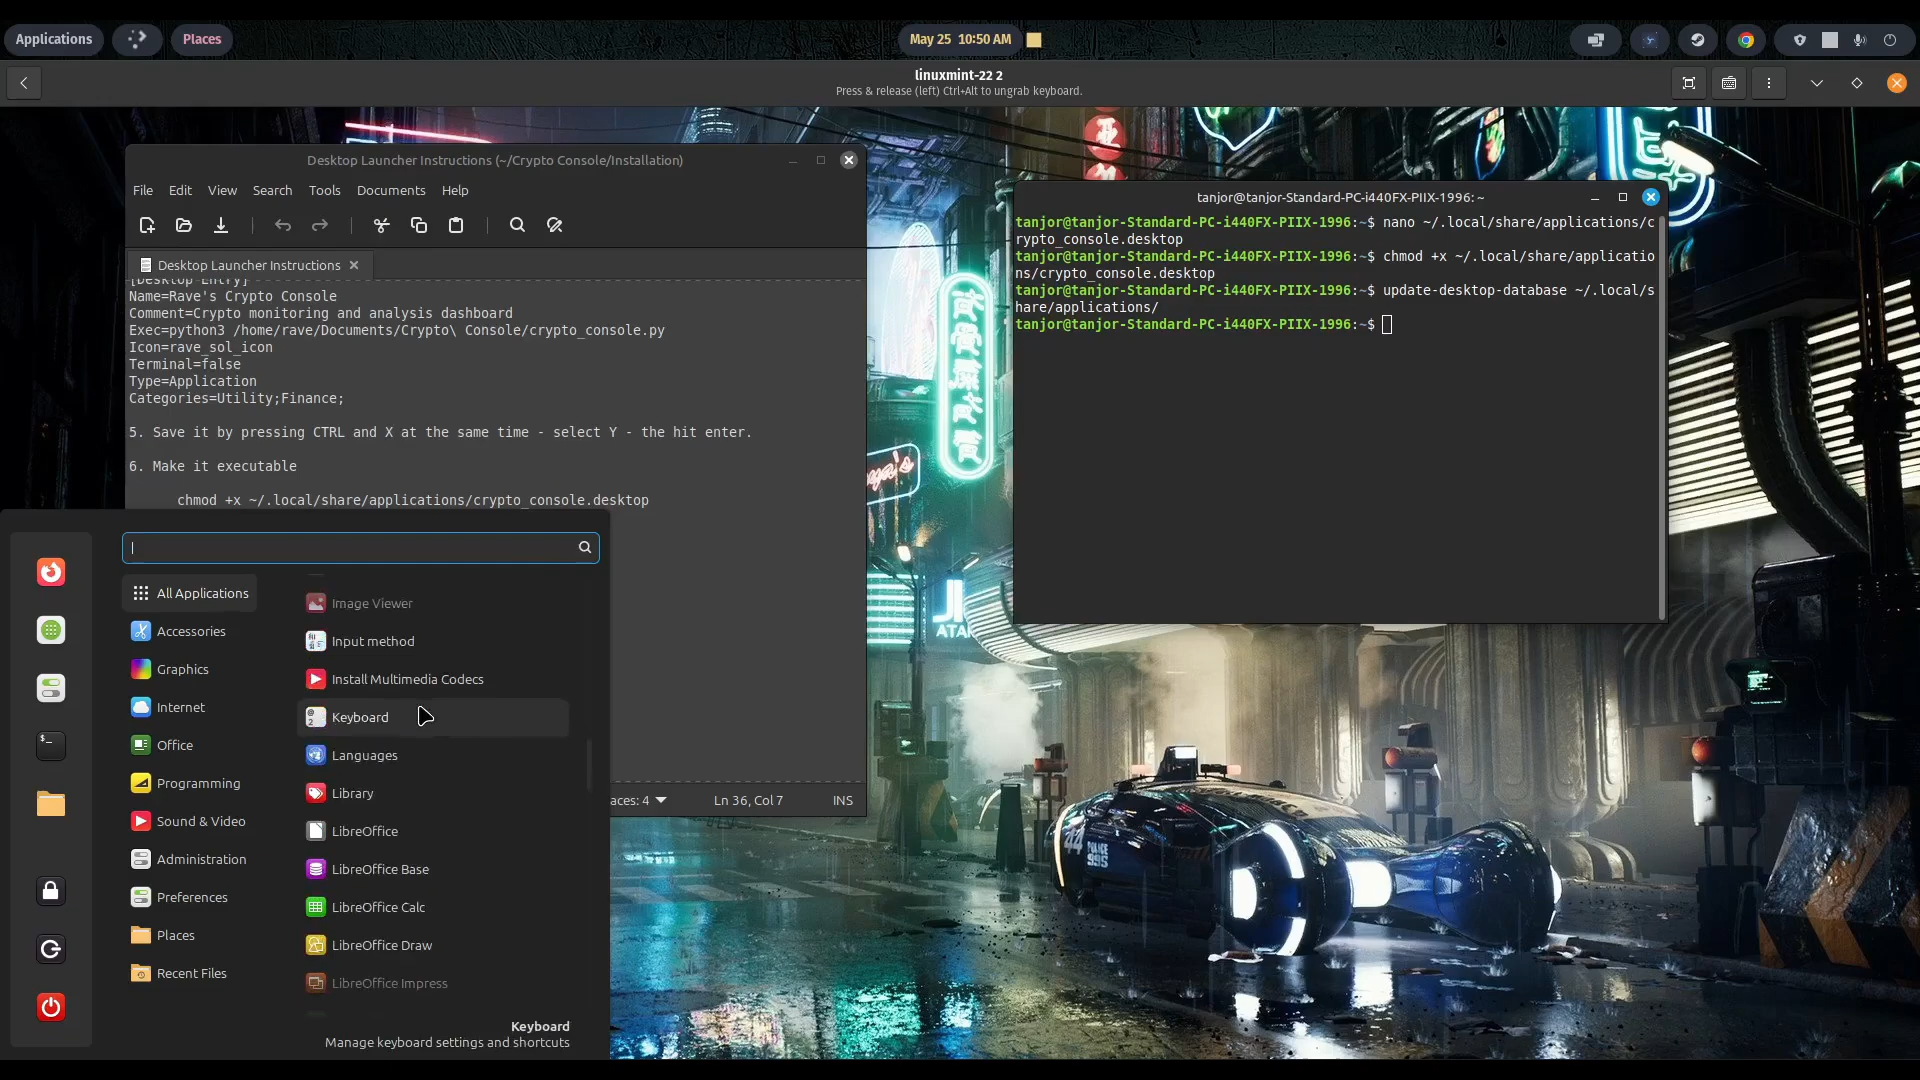 Applications
Places
May 25 10:50 AM
linuxmint-22 2
Press & release (left) Ctrl+Alt to ungrab keyboard.
Desktop Launcher Instructions (~/Crypto Console/Installation)
File Edit View Search Tools Documents Help
Desktop Launcher Instructions
[Desktop Entry]
Name=Rave's Crypto Console
Comment=Crypto monitoring and analysis dashboard
Exec=python3 /home/rave/Documents/Crypto\ Console/crypto_console.py
Icon=rave_sol_icon
Terminal=false
Type=Application
Categories=Utility;Finance;
5. Save it by pressing CTRL and X at the same time - select Y - the hit enter.
6. Make it executable
chmod +x ~/.local/share/applications/crypto_console.desktop
aces: 4
Ln 36, Col 7
INS
tanjor@tanjor-Standard-PC-i440FX-PIIX-1996: ~
tanjor@tanjor-Standard-PC-i440FX-PIIX-1996:~$ nano ~/.local/share/applications/c
rypto_console.desktop
tanjor@tanjor-Standard-PC-i440FX-PIIX-1996:~$ chmod +x ~/.local/share/applicatio
ns/crypto_console.desktop
tanjor@tanjor-Standard-PC-i440FX-PIIX-1996:~$ update-desktop-database ~/.local/s
hare/applications/
tanjor@tanjor-Standard-PC-i440FX-PIIX-1996:~$
All Applications
Accessories
Graphics
Internet
Office
Programming
Sound & Video
Administration
Preferences
Places
Recent Files
Image Viewer
Input method
Install Multimedia Codecs
Keyboard
Languages
Library
LibreOffice
LibreOffice Base
LibreOffice Calc
LibreOffice Draw
LibreOffice Impress
Keyboard
Manage keyboard settings and shortcuts
ATA
44 POLICE
995